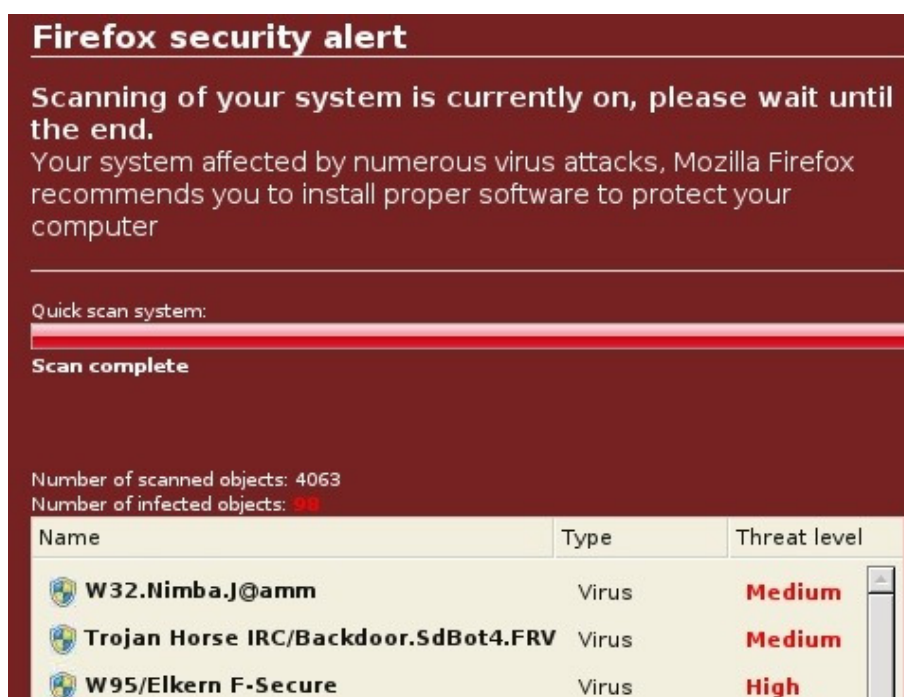 Firefox security alert
Scanning of your system is currently on, please wait until
the end.
Your system affected by numerous virus attacks, Mozilla Firefox
recommends you to install proper software to protect your
computer
Quick scan system:
Scan complete
Number of scanned objects: 4063
Number of infected objects: 98
Name Type Threat level
W32.Nimba.J@amm Virus Medium
Trojan Horse IRC/Backdoor.SdBot4.FRV Virus Medium
W95/Elkern F-Secure Virus High